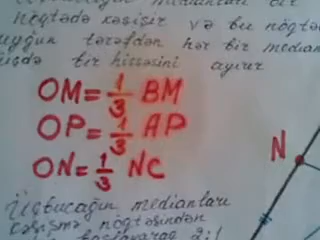 nöqtədə kəsişir və bu nöqtə
uyğun tərəfdən hər bir median
üçdə bir hissəsini ayırır
OM = 1/3 BM
OP = 1/3 AP
ON = 1/3 NC
N
Üçbucağın medianları
kəsişmə nöqtəsindən